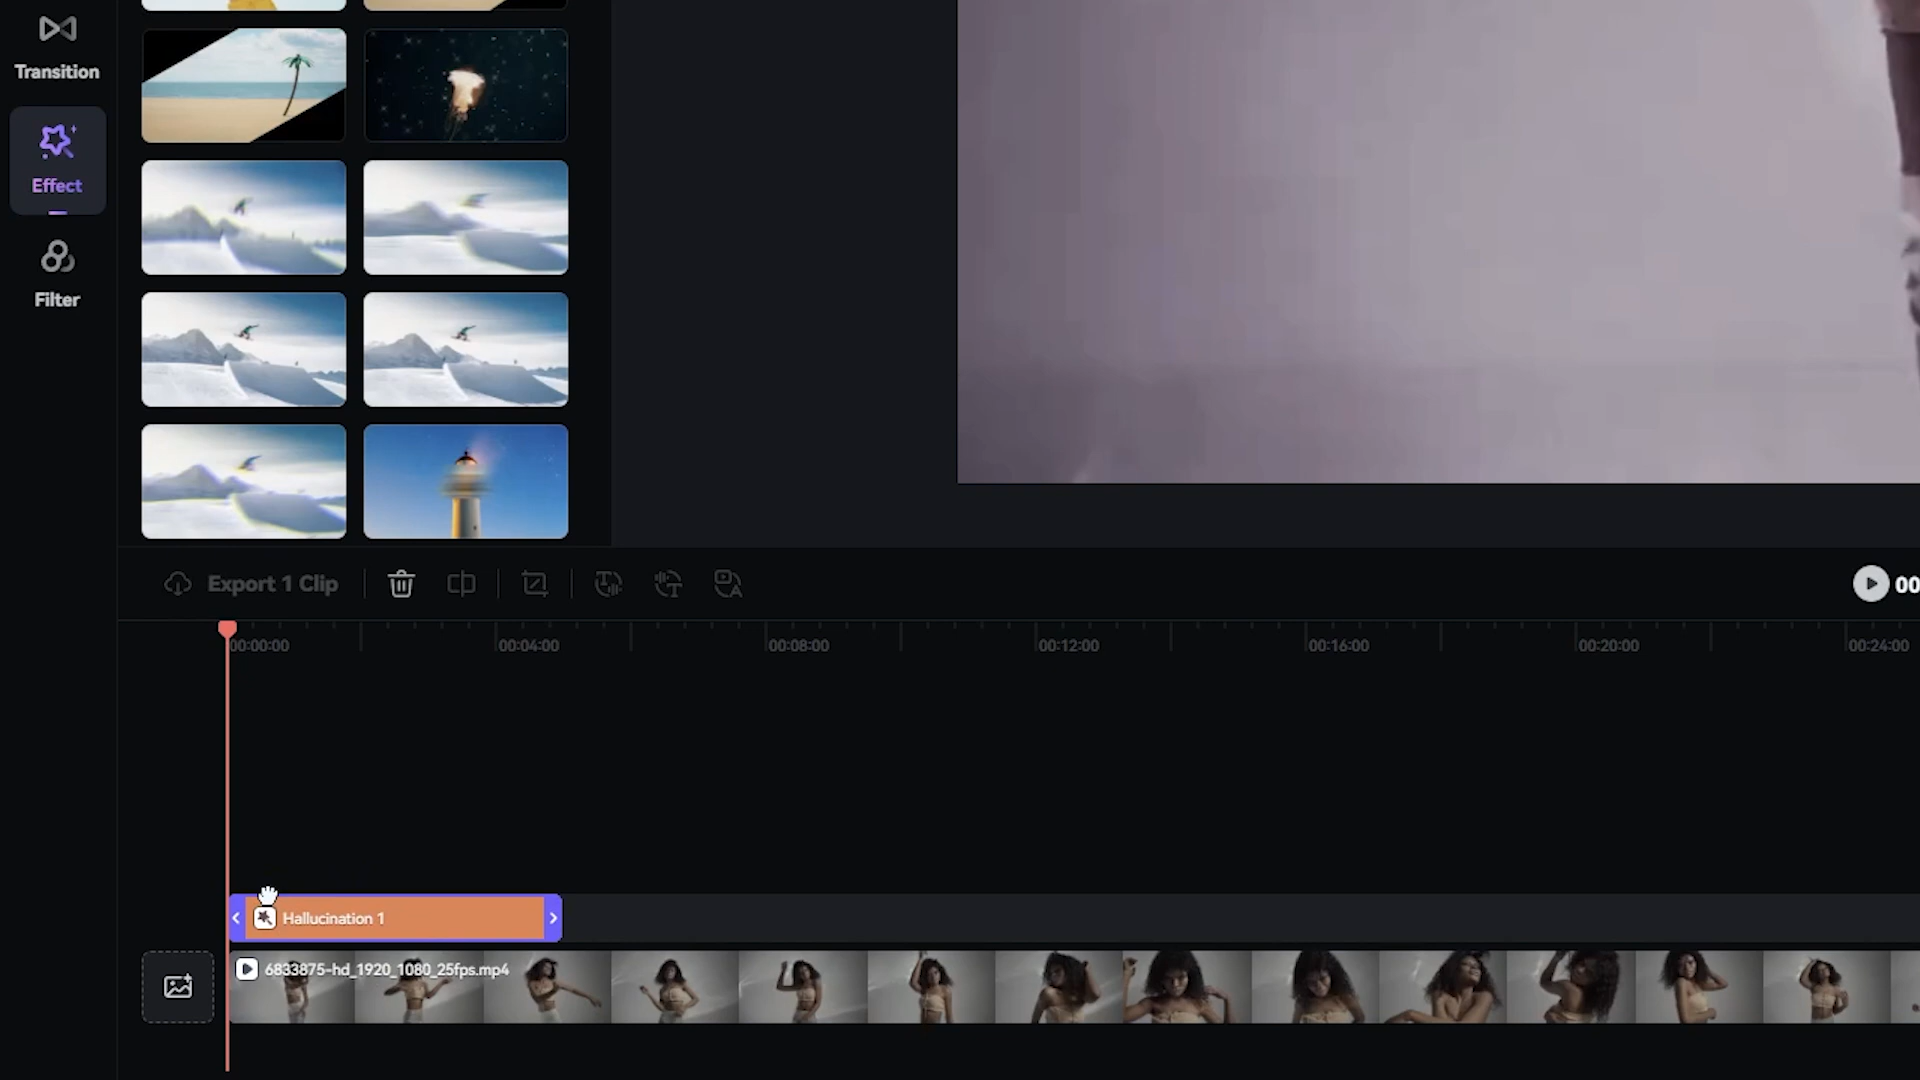 Transition
Effect
Filter
Export 1 Clip
00
00:00:00
00:04:00
00:08:00
00:12:00
00:16:00
00:20:00
00:24:00
Hallucination 1
6833875-hd_1920_1080_25fps.mp4